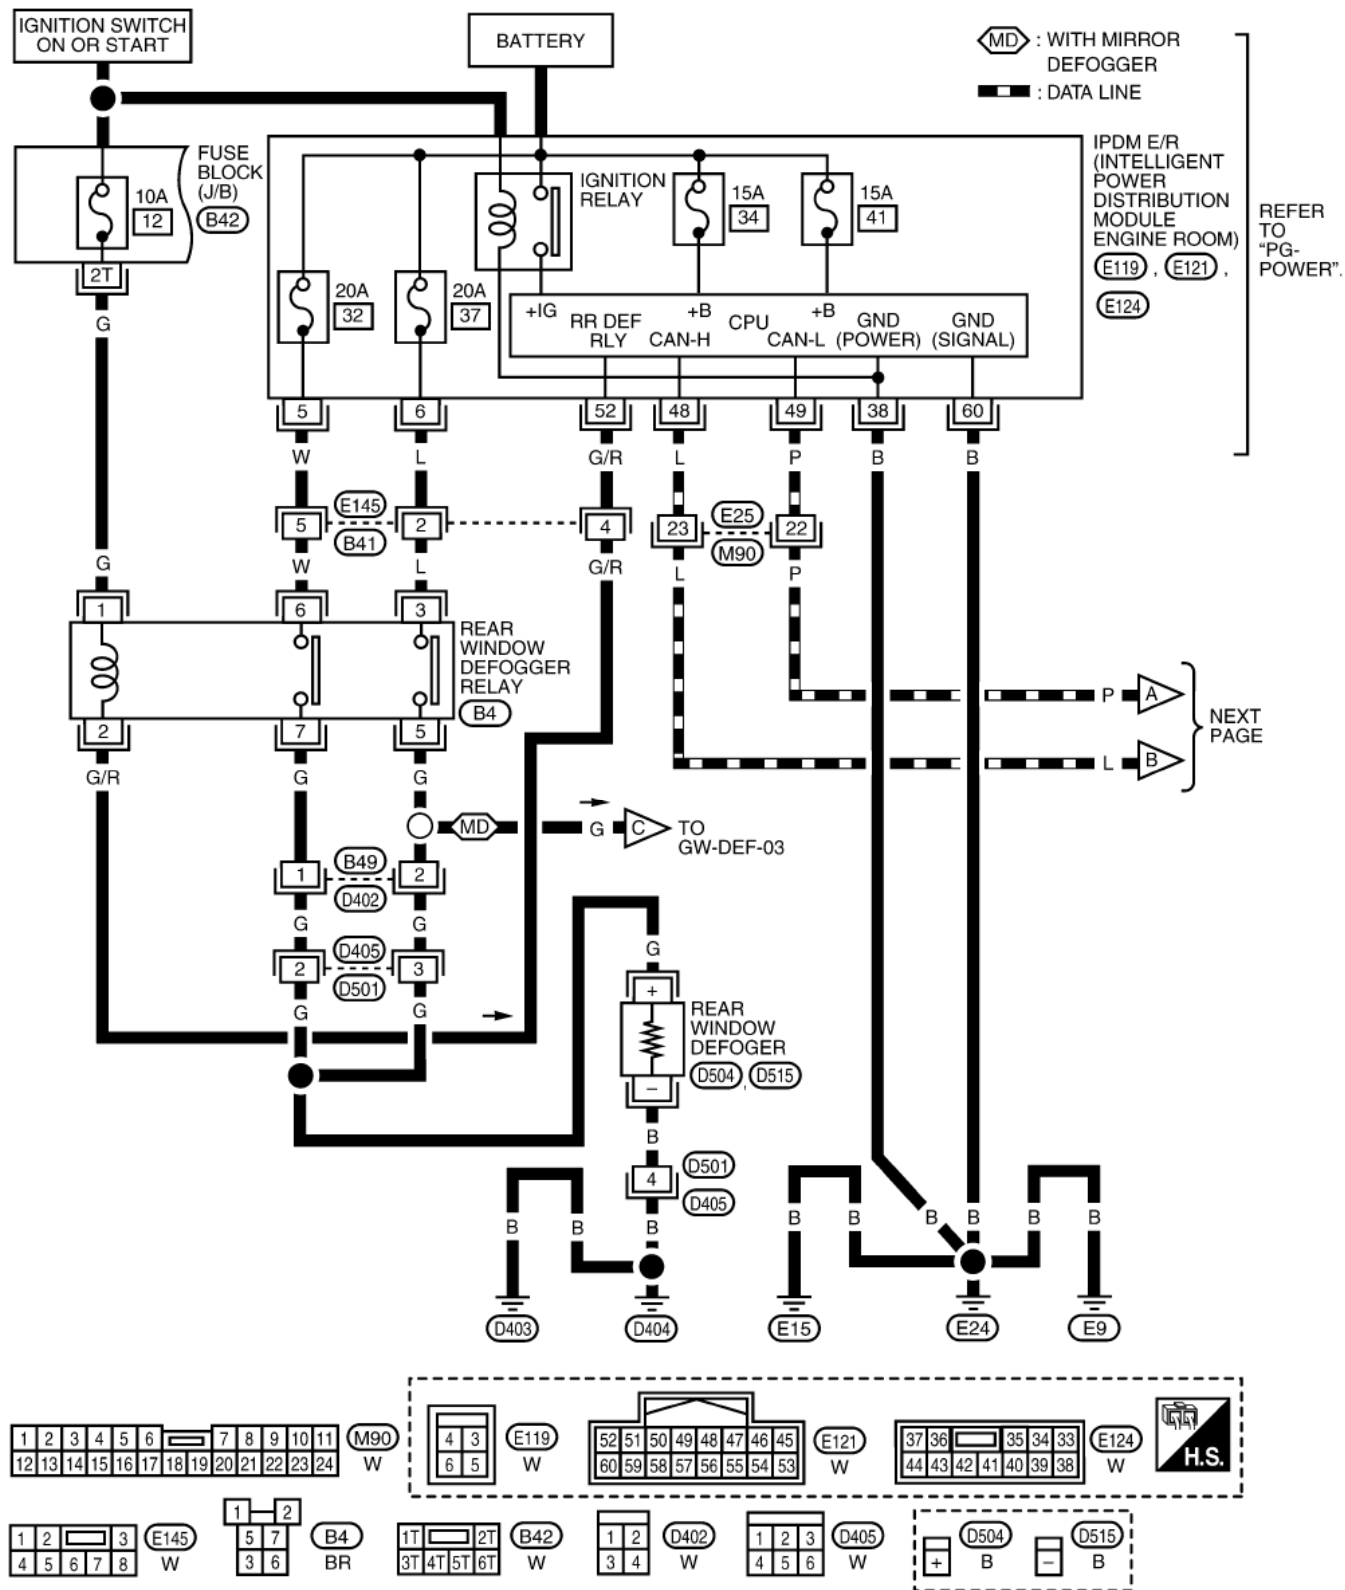 IGNITION SWITCH
ON OR START
BATTERY
MD : WITH MIRROR
DEFOGGER
: DATA LINE
FUSE
BLOCK
(J/B)
B42
10A
12
2T
G
G
IGNITION
RELAY
15A
34
15A
41
20A
32
20A
37
+IG
RR DEF
RLY
+B
CAN-H
CPU
+B
CAN-L
GND
(POWER)
GND
(SIGNAL)
IPDM E/R
(INTELLIGENT
POWER
DISTRIBUTION
MODULE
ENGINE ROOM)
E119 , E121 ,
E124
REFER
TO
“PG-
POWER”.
5 6 52 48 49 38 60
W L G/R L P B B
5 E145 2 4 23 E25 22
B41 M90
W L G/R L P
1 6 3
REAR
WINDOW
DEFOGGER
RELAY
B4
2 7 5
G/R G G
P A
L B
NEXT
PAGE
MD G C TO
GW-DEF-03
1 B49 2
D402
G G
2 D405 3
D501
G G
G
+
REAR
WINDOW
DEFOGER
D504 , D515
–
B
4 D501
D405
B B B
B B B B B B
D403 D404 E15 E24 E9
1 2 3 4 5 6 7 8 9 10 11
12 13 14 15 16 17 18 19 20 21 22 23 24
M90
W
4 3
6 5
E119
W
52 51 50 49 48 47 46 45
60 59 58 57 56 55 54 53
E121
W
37 36 35 34 33
44 43 42 41 40 39 38
E124
W
H.S.
1 2 3
4 5 6 7 8
E145
W
1 2
5 7
3 6
B4
BR
1T 2T
3T 4T 5T 6T
B42
W
1 2
3 4
D402
W
1 2 3
4 5 6
D405
W
+
D504
B
–
D515
B